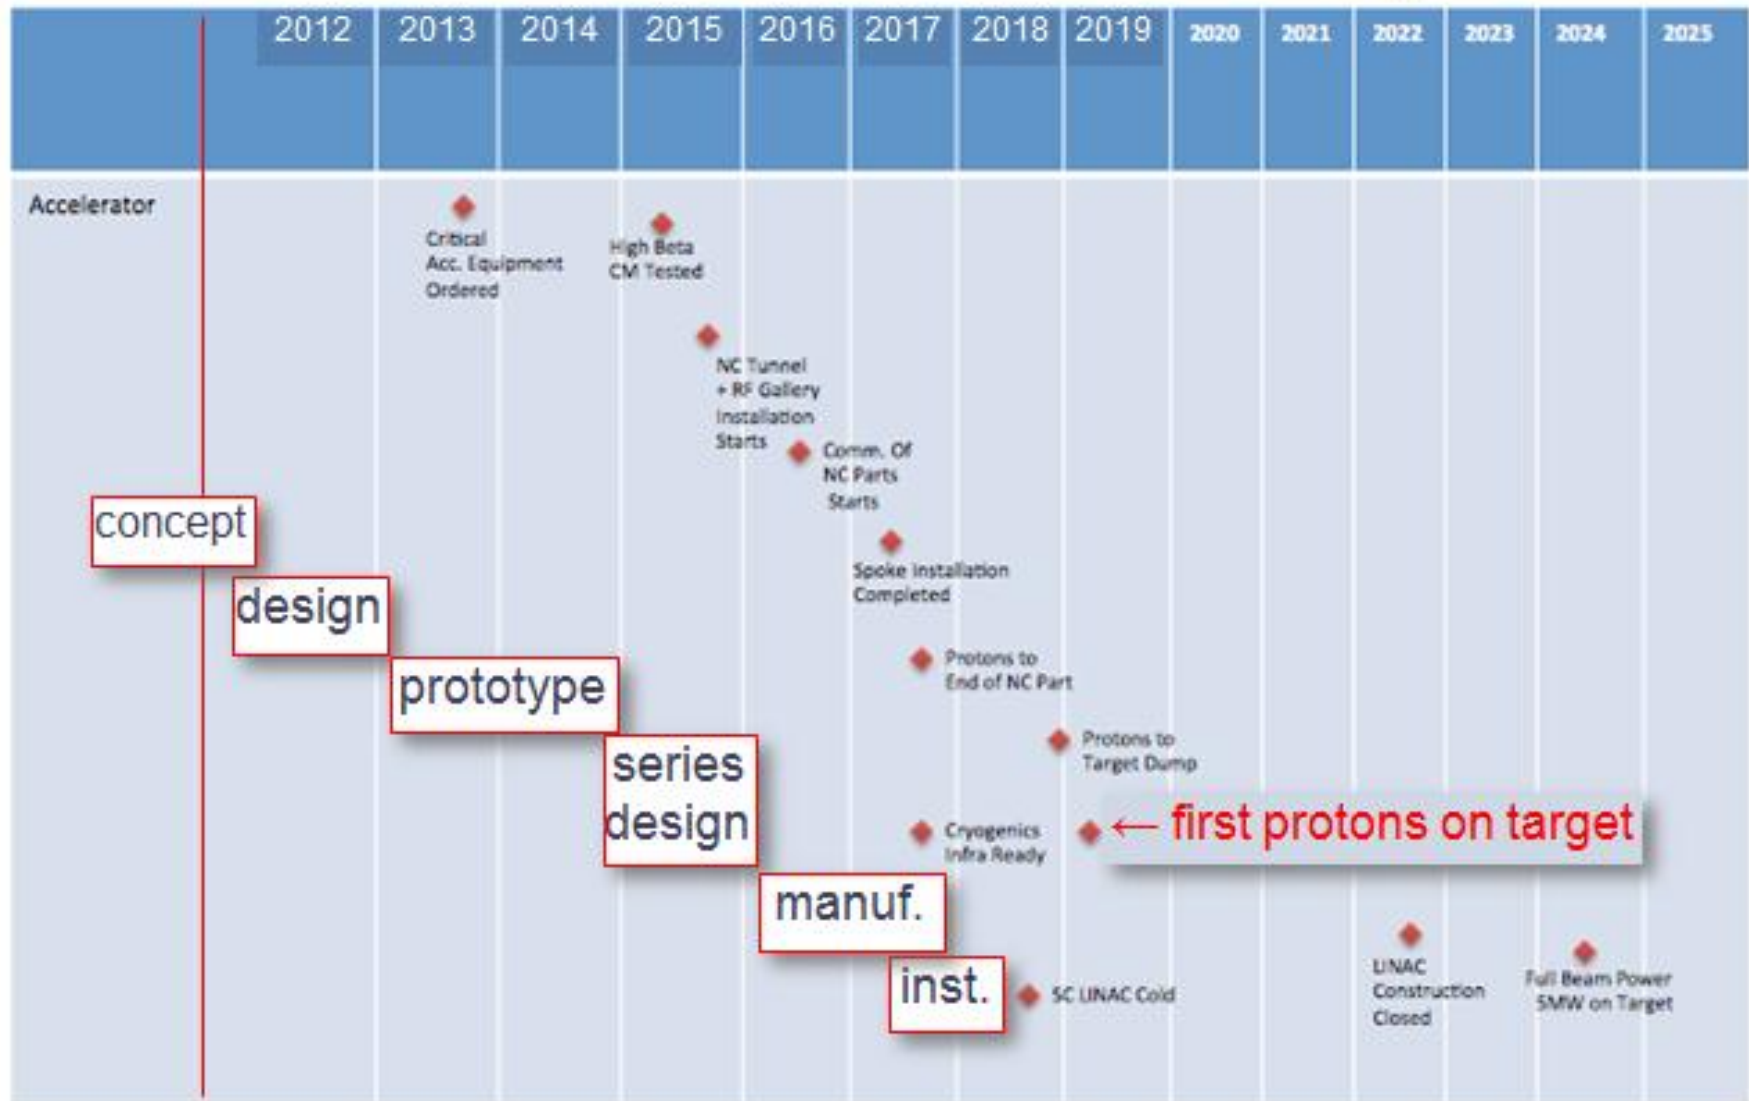 2012 2013 2014 2015 2016 2017 2018 2019 2020 2021 2022 2023 2024 2025
Accelerator
Critical
Acc. Equipment
Ordered
High Beta
CM Tested
NC Tunnel
+ RF Gallery
Installation
Starts
Comm. Of
NC Parts
Starts
concept
Spoke Installation
Completed
design
prototype
Protons to
End of NC Part
series
design
Protons to
Target Dump
Cryogenics
Infra Ready
← first protons on target
manuf.
inst.
SC LINAC Cold
LINAC
Construction
Closed
Full Beam Power
5MW on Target